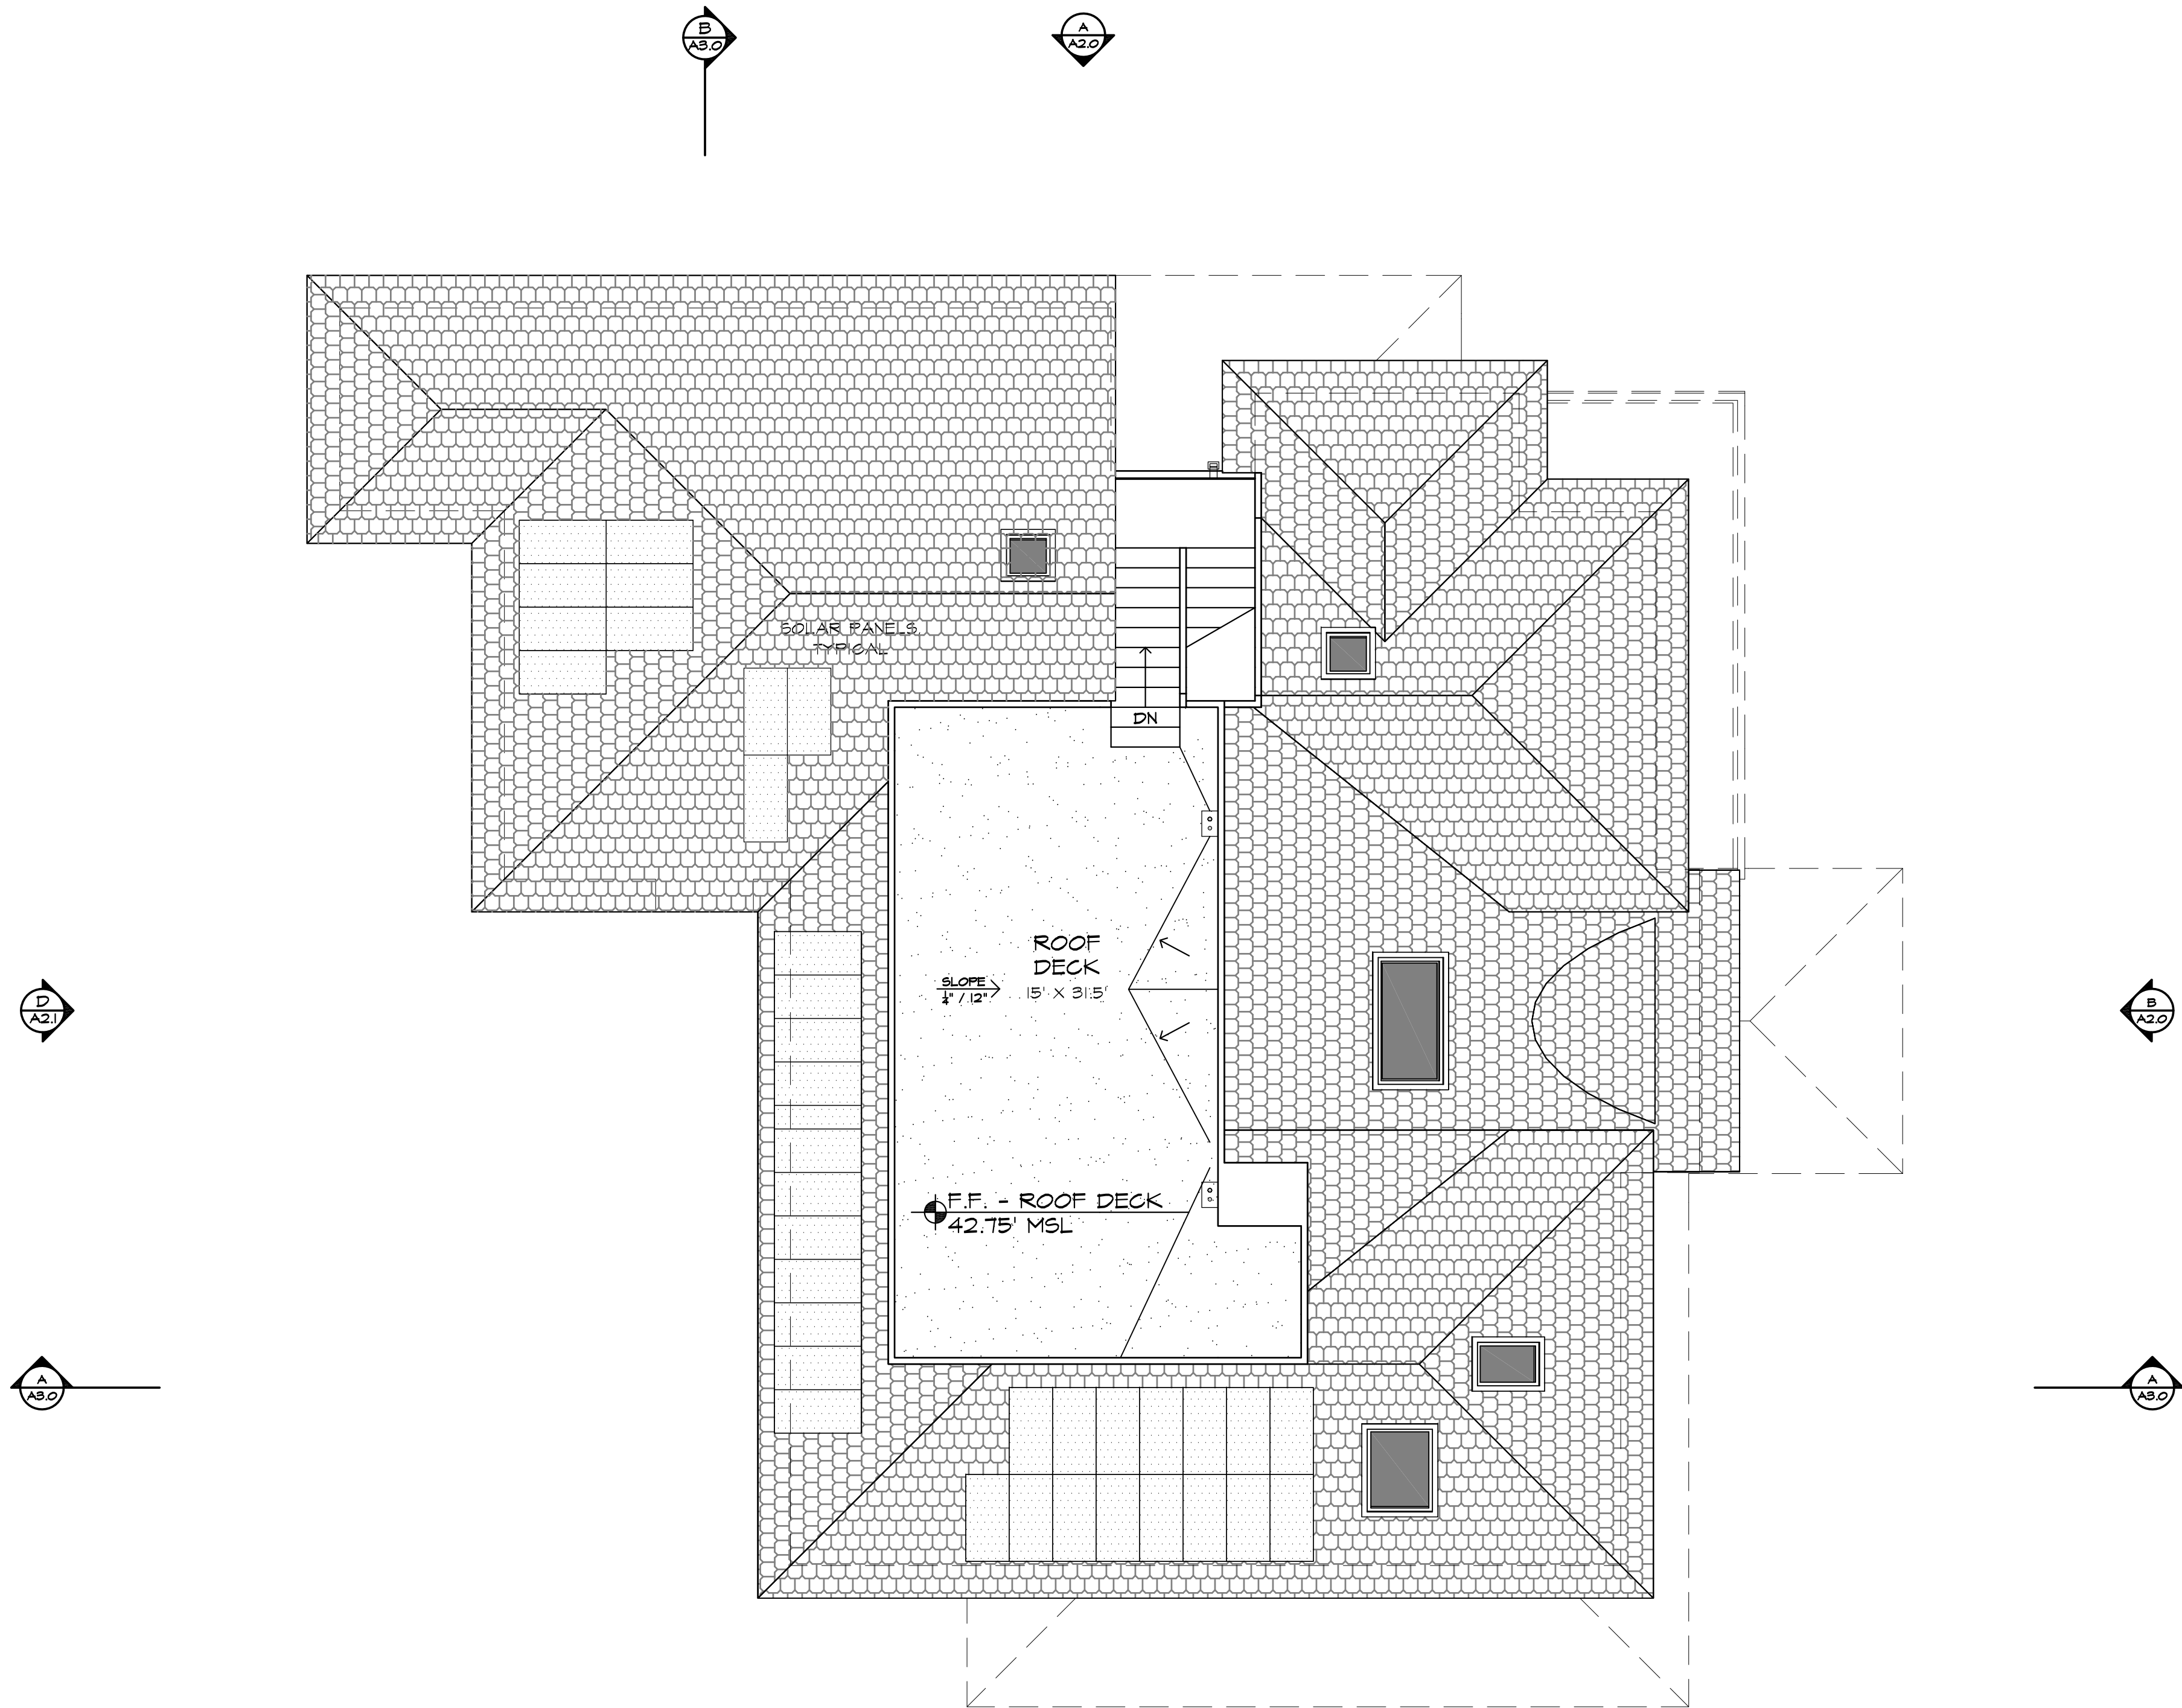 B
A3.0
A
A2.0
SOLAR PANELS
TYPICAL
DN
ROOF
DECK
15' X 31.5'
SLOPE
1/4" / 12"
D
A2.1
B
A2.0
F.F. - ROOF DECK
42.75' MSL
A
A3.0
A
A3.0